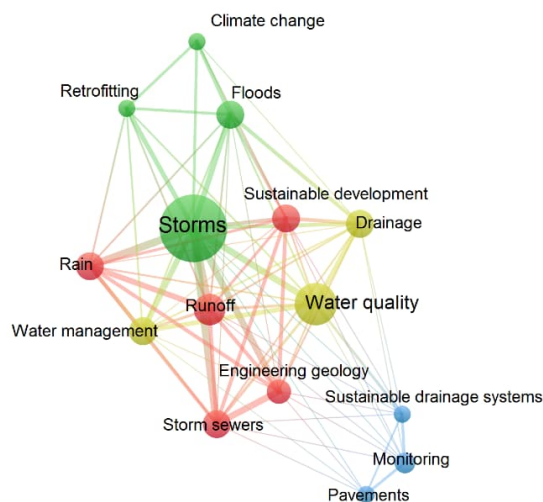 Climate change
Retrofitting
Floods
Sustainable development
Storms
Drainage
Rain
Runoff
Water quality
Water management
Engineering geology
Sustainable drainage systems
Storm sewers
Monitoring
Pavements